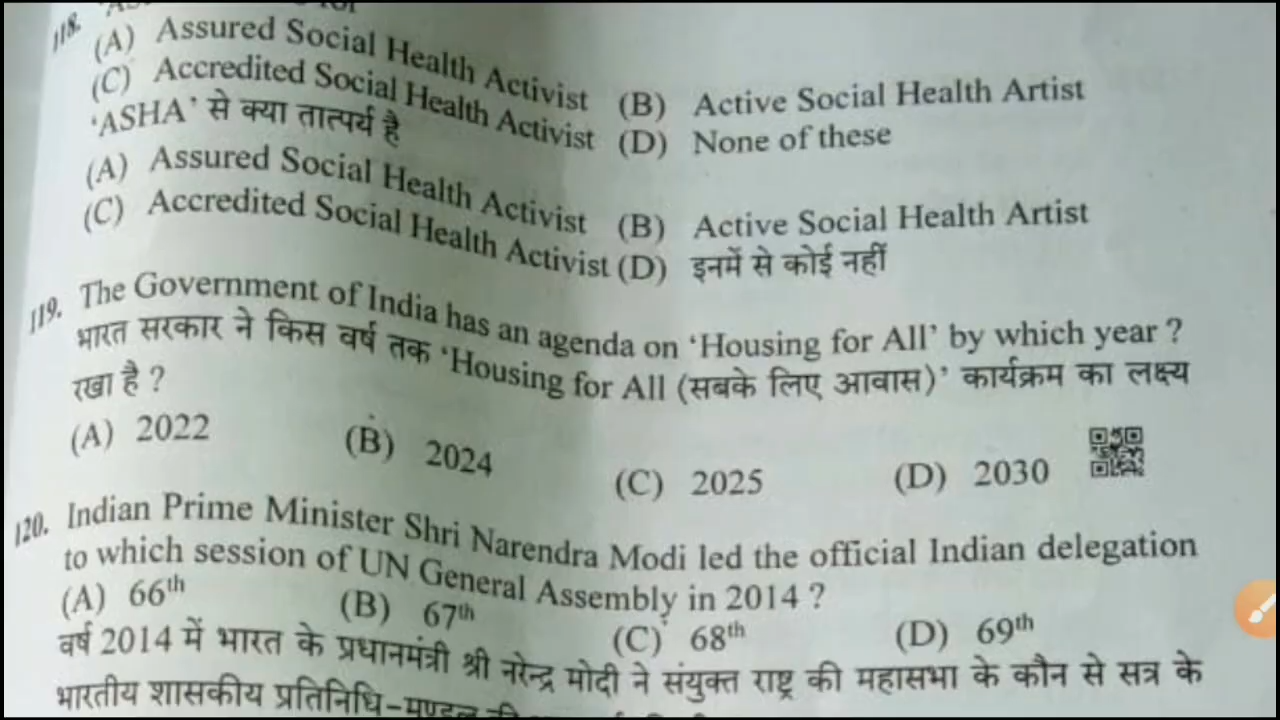 118.
(A) Assured Social Health Activist (B) Active Social Health Artist
(C) Accredited Social Health Activist (D) None of these
'ASHA' से क्या तात्पर्य है
(A) Assured Social Health Activist (B) Active Social Health Artist
(C) Accredited Social Health Activist (D) इनमें से कोई नहीं
119. The Government of India has an agenda on 'Housing for All' by which year ?
भारत सरकार ने किस वर्ष तक 'Housing for All (सबके लिए आवास)' कार्यक्रम का लक्ष्य
रखा है ?
(A) 2022 (B) 2024 (C) 2025 (D) 2030
120. Indian Prime Minister Shri Narendra Modi led the official Indian delegation
to which session of UN General Assembly in 2014 ?
(A) 66th (B) 67th (C) 68th (D) 69th
वर्ष 2014 में भारत के प्रधानमंत्री श्री नरेन्द्र मोदी ने संयुक्त राष्ट्र की महासभा के कौन से सत्र के
भारतीय शासकीय प्रतिनिधि-मण्डल